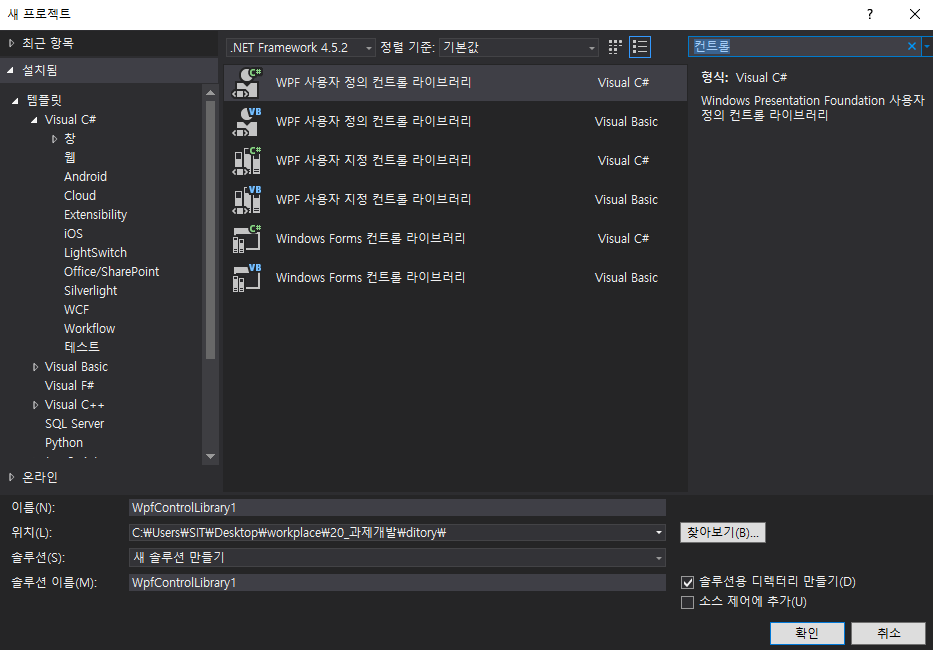 새 프로젝트
?
최근 항목
설치됨
템플릿
Visual C#
창
웹
Android
Cloud
Extensibility
iOS
LightSwitch
Office/SharePoint
Silverlight
WCF
Workflow
테스트
Visual Basic
Visual F#
Visual C++
SQL Server
Python
온라인
.NET Framework 4.5.2 정렬 기준: 기본값
C# WPF 사용자 정의 컨트롤 라이브러리 Visual C#
VB WPF 사용자 정의 컨트롤 라이브러리 Visual Basic
C# WPF 사용자 지정 컨트롤 라이브러리 Visual C#
VB WPF 사용자 지정 컨트롤 라이브러리 Visual Basic
C# Windows Forms 컨트롤 라이브러리 Visual C#
VB Windows Forms 컨트롤 라이브러리 Visual Basic
컨트롤
형식: Visual C#
Windows Presentation Foundation 사용자
정의 컨트롤 라이브러리
이름(N): WpfControlLibrary1
위치(L): C:₩Users₩SIT₩Desktop₩workplace₩20_과제개발₩ditory₩ 찾아보기(B)...
솔루션(S): 새 솔루션 만들기
솔루션 이름(M): WpfControlLibrary1
솔루션용 디렉터리 만들기(D)
소스 제어에 추가(U)
확인 취소